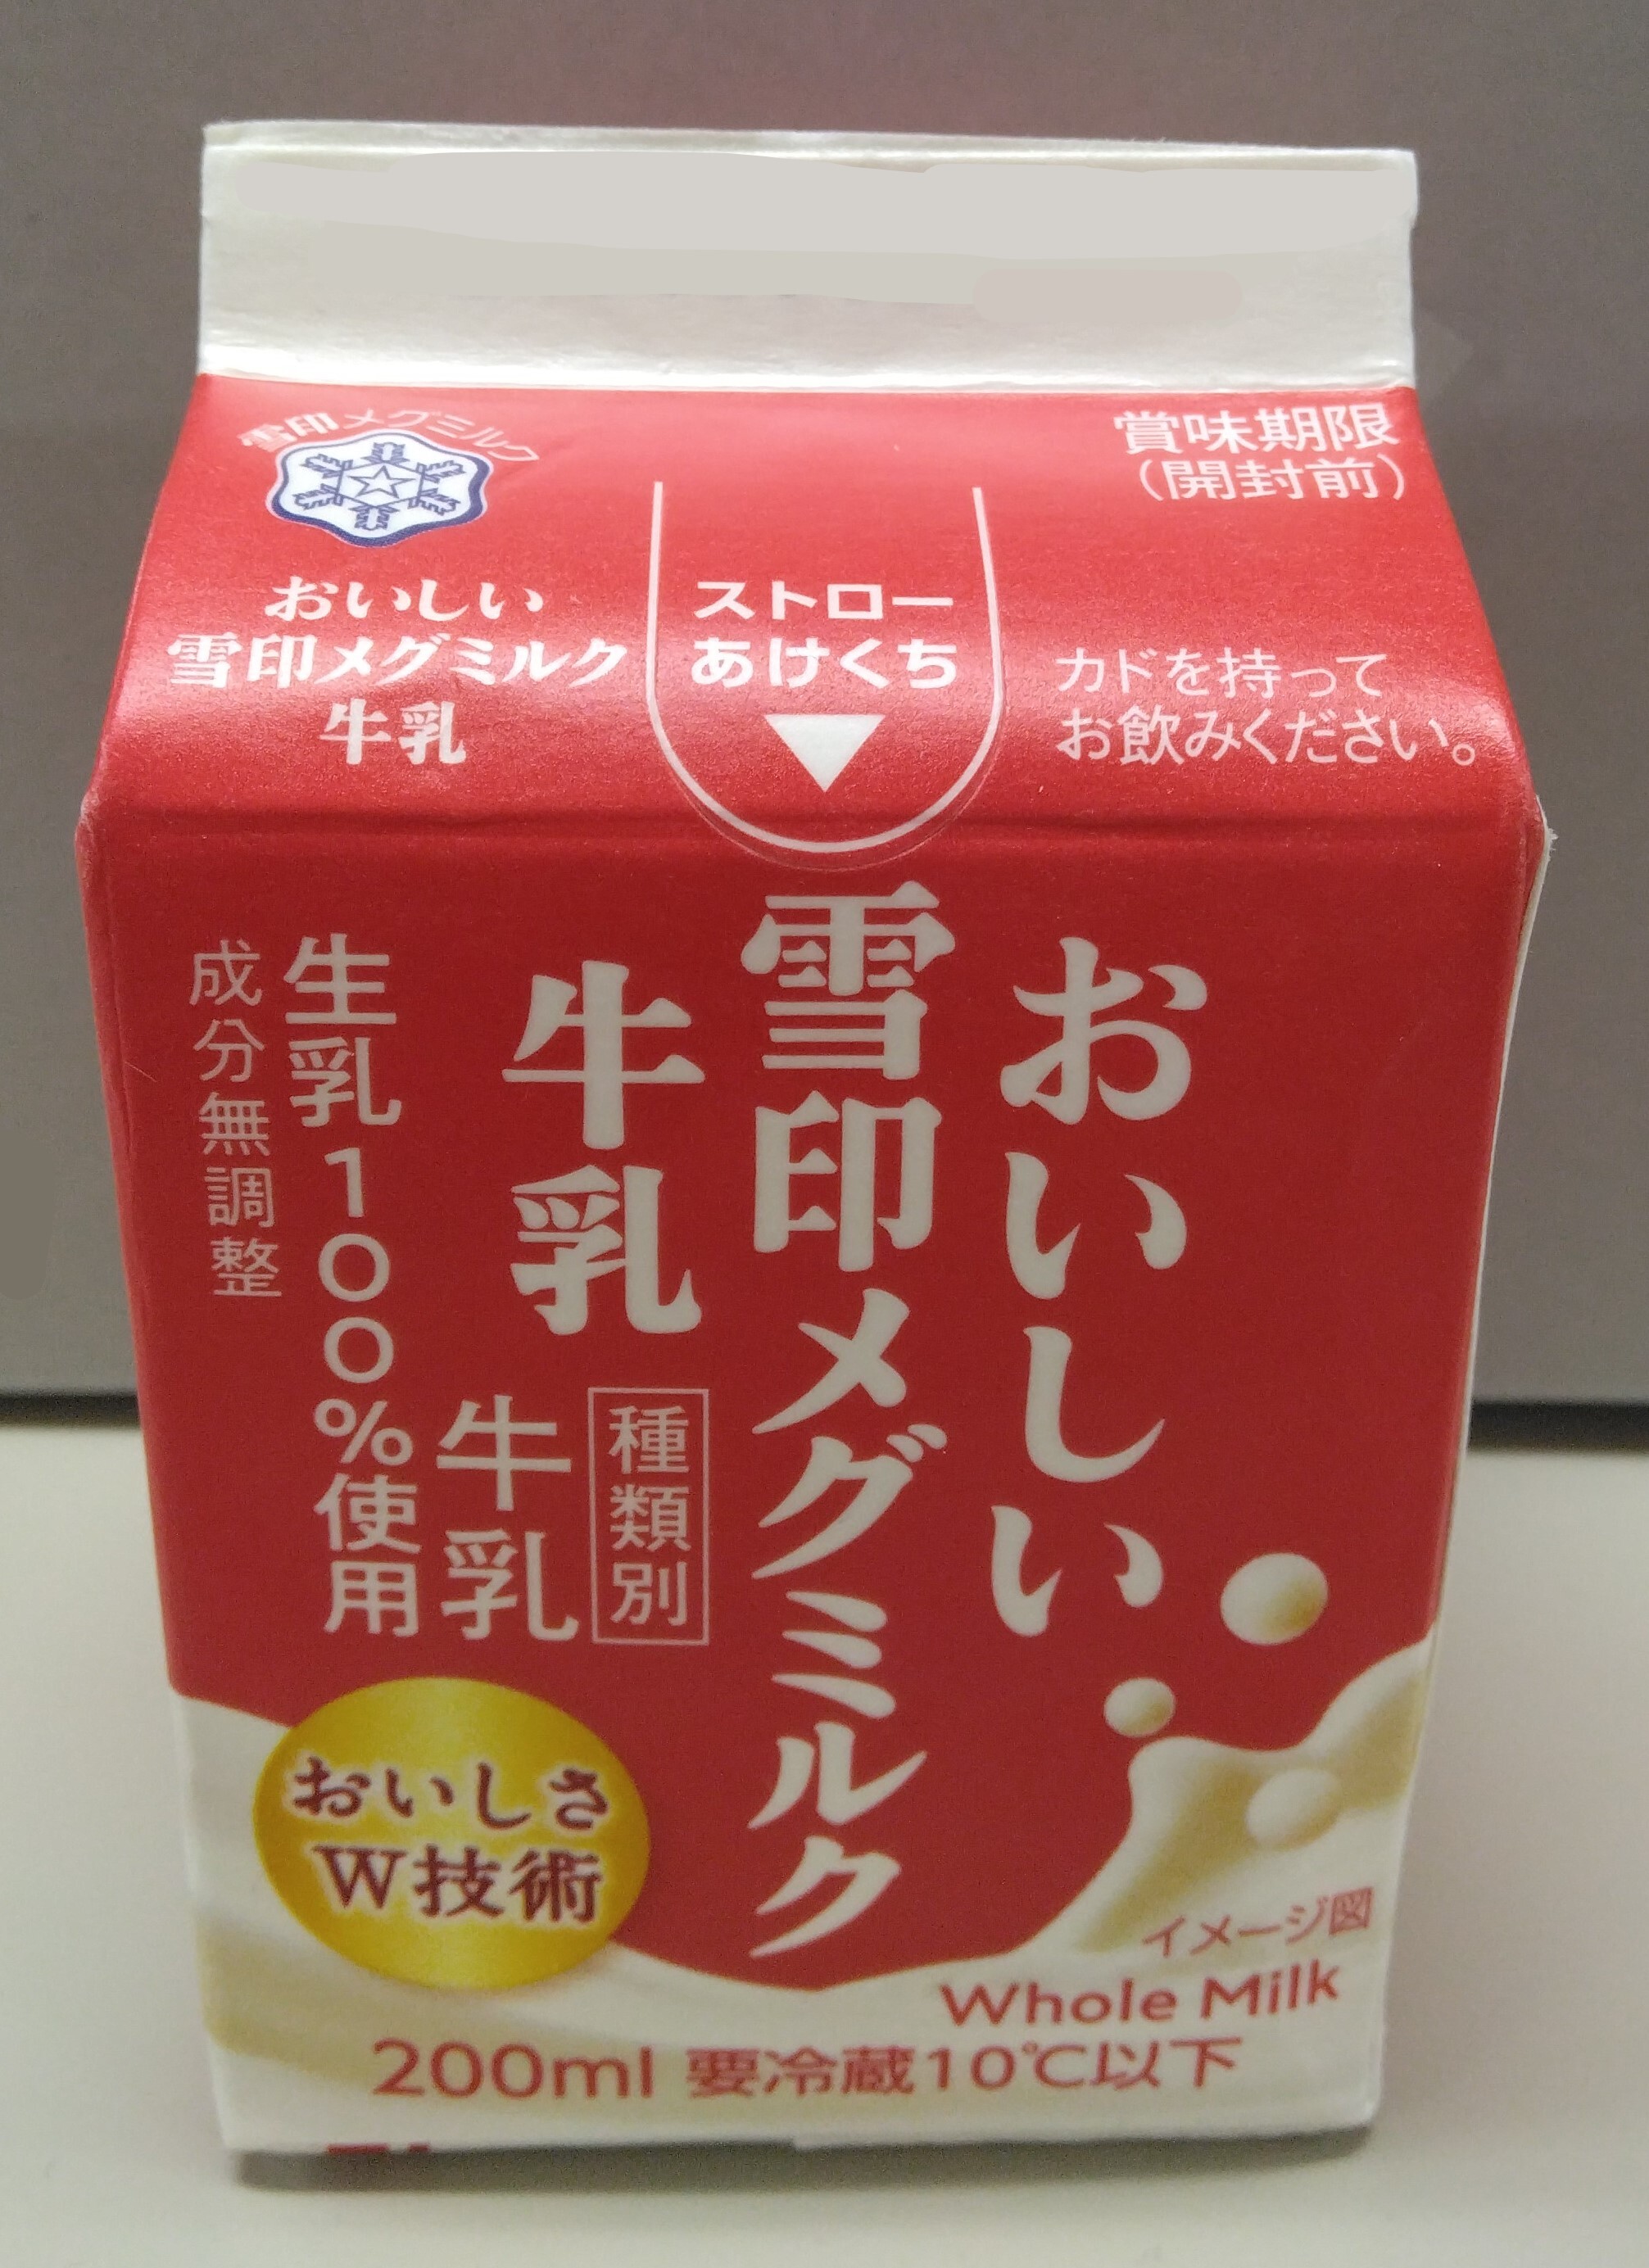 雪印メグミルク
賞味期限
(開封前)
おいしい
雪印メグミルク
牛乳
ストロー
あけくち
カドを持って
お飲みください。
おいしい
雪印メグミルク
牛乳
種類別
牛乳
生乳100%使用
成分無調整
おいしさ
W技術
イメージ図
Whole Milk
200ml 要冷蔵10℃以下